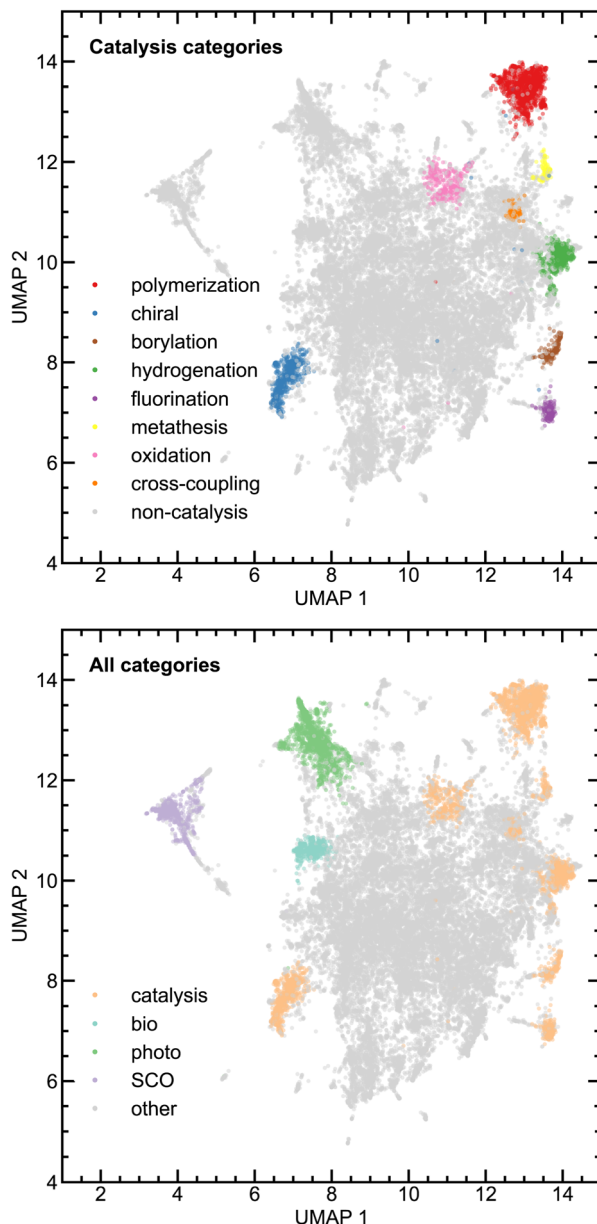 Catalysis categories
14
12
10
8
6
4
UMAP 2
polymerization
chiral
borylation
hydrogenation
fluorination
metathesis
oxidation
cross-coupling
non-catalysis
2 4 6 8 10 12 14
UMAP 1
All categories
14
12
10
8
6
4
UMAP 2
catalysis
bio
photo
SCO
other
2 4 6 8 10 12 14
UMAP 1